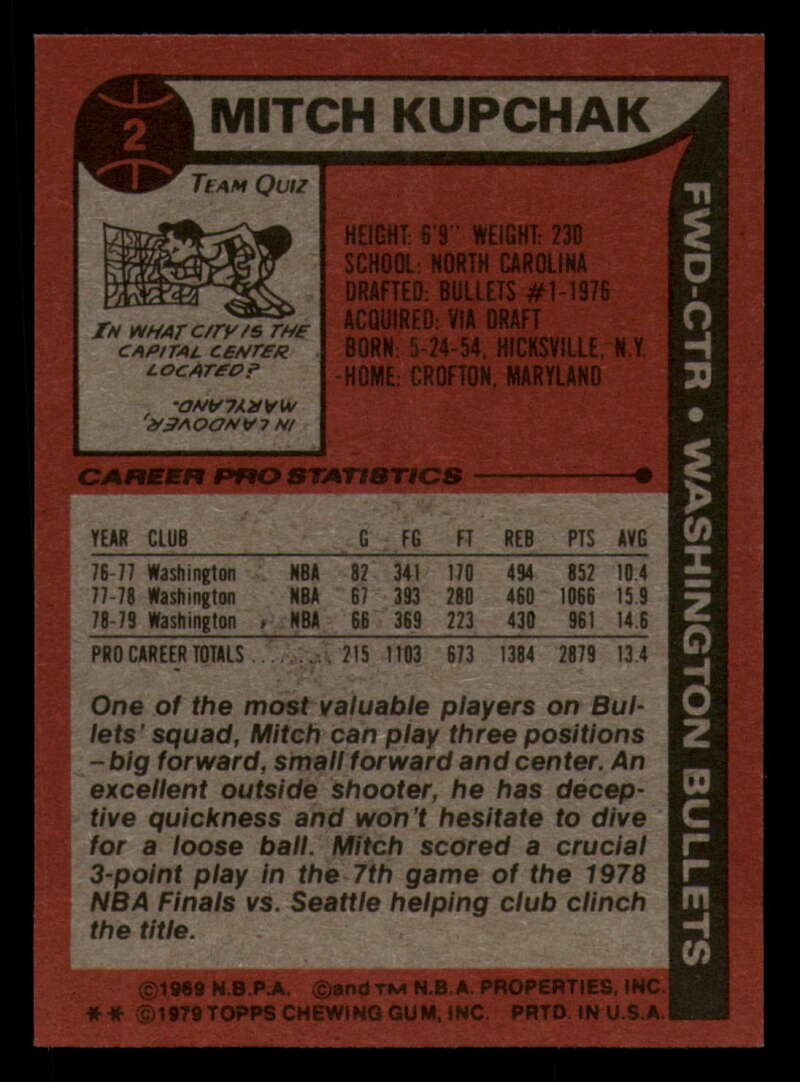 2
MITCH KUPCHAK
FWD-CTR • WASHINGTON BULLETS
TEAM QUIZ
IN WHAT CITY IS THE
CAPITAL CENTER
LOCATED?
IN LANDOVER,
MARYLAND.
HEIGHT: 6'9" WEIGHT: 230
SCHOOL: NORTH CAROLINA
DRAFTED: BULLETS #1-1976
ACQUIRED: VIA DRAFT
BORN: 5-24-54, HICKSVILLE, N.Y.
HOME: CROFTON, MARYLAND
CAREER PRO STATISTICS
YEAR CLUB G FG FT REB PTS AVG
76-77 Washington NBA 82 341 170 494 852 10.4
77-78 Washington NBA 67 393 280 460 1066 15.9
78-79 Washington NBA 66 369 223 430 961 14.6
PRO CAREER TOTALS ........ 215 1103 673 1384 2879 13.4
One of the most valuable players on Bul-
lets' squad, Mitch can play three positions
–big forward, small forward and center. An
excellent outside shooter, he has decep-
tive quickness and won't hesitate to dive
for a loose ball. Mitch scored a crucial
3-point play in the 7th game of the 1978
NBA Finals vs. Seattle helping club clinch
the title.
©1969 N.B.P.A. ©and TM N.B.A. PROPERTIES, INC.
** ©1979 TOPPS CHEWING GUM, INC. PRTD. IN U.S.A.